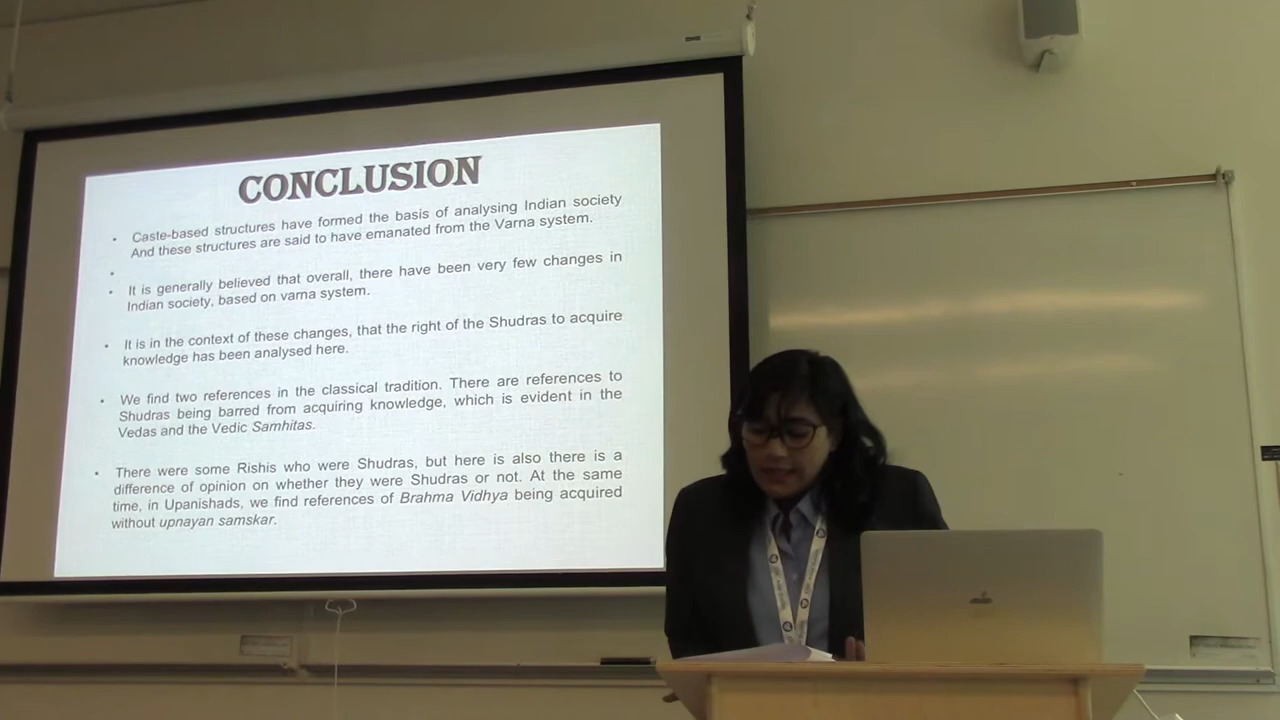 CONCLUSION
• Caste-based structures have formed the basis of analysing Indian society
And these structures are said to have emanated from the Varna system.
•
• It is generally believed that overall, there have been very few changes in
Indian society, based on varna system.
• It is in the context of these changes, that the right of the Shudras to acquire
knowledge has been analysed here.
• We find two references in the classical tradition. There are references to
Shudras being barred from acquiring knowledge, which is evident in the
Vedas and the Vedic Samhitas.
• There were some Rishis who were Shudras, but here is also there is a
difference of opinion on whether they were Shudras or not. At the same
time, in Upanishads, we find references of Brahma Vidhya being acquired
without upnayan samskar.